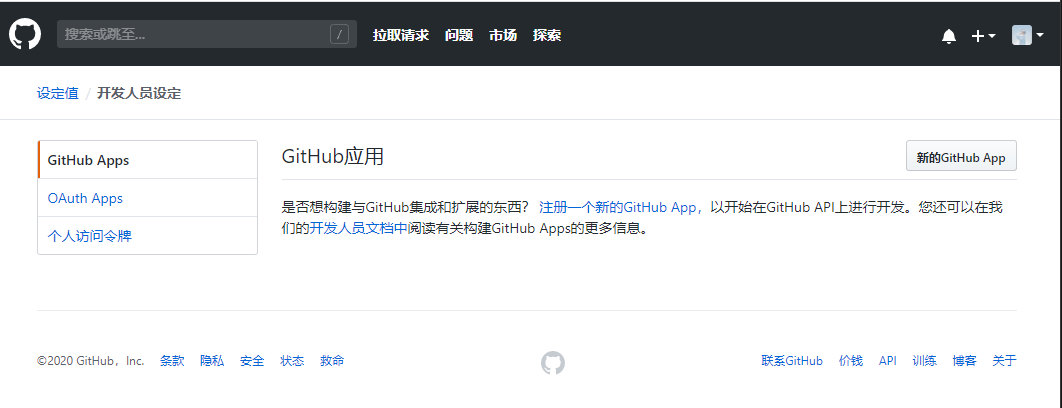 搜索或跳至... / 拉取请求 问题 市场 探索
设定值 / 开发人员设定
GitHub Apps
OAuth Apps
个人访问令牌
GitHub应用
新的GitHub App
是否想构建与GitHub集成和扩展的东西？ 注册一个新的GitHub App，以开始在GitHub API上进行开发。您还可以在我
们的开发人员文档中阅读有关构建GitHub Apps的更多信息。
©2020 GitHub，Inc. 条款 隐私 安全 状态 救命 联系GitHub 价钱 API 训练 博客 关于